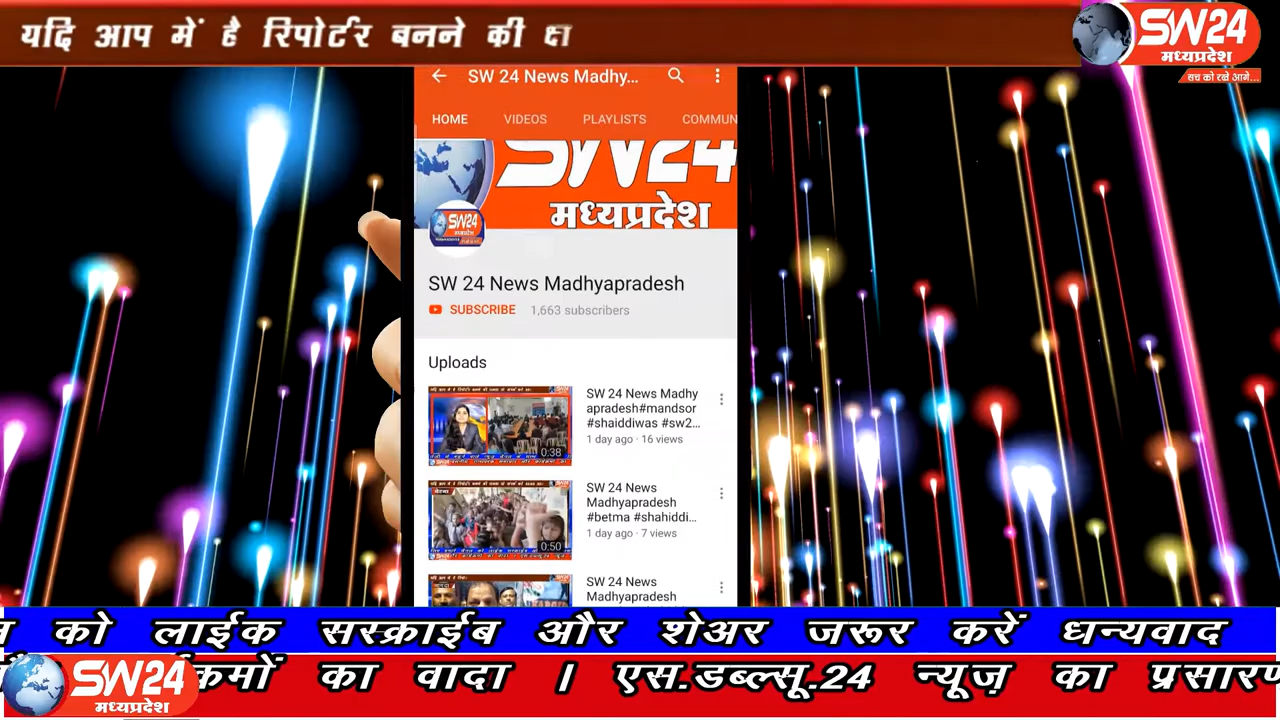 यदि आप में है रिपोर्टर बनने की क्ष
SW24
मध्यप्रदेश
सच को रखे आगे...
SW 24 News Madhy...
HOME VIDEOS PLAYLISTS COMMUN
SW24
मध्यप्रदेश
SW24
SW 24 News Madhyapradesh
SUBSCRIBE 1,663 subscribers
Uploads
SW 24 News Madhy
apradesh#mandsor
#shaiddiwas #sw2...
1 day ago · 16 views
0:38
SW 24 News
Madhyapradesh
#betma #shahiddi...
1 day ago · 7 views
0:50
SW 24 News
Madhyapradesh
को लाईक सस्क्राईब और शेअर जरूर करें धन्यवाद
का वादा । एस.डब्ल्सू.24 न्यूज़ का प्रसारण
SW24
मध्यप्रदेश